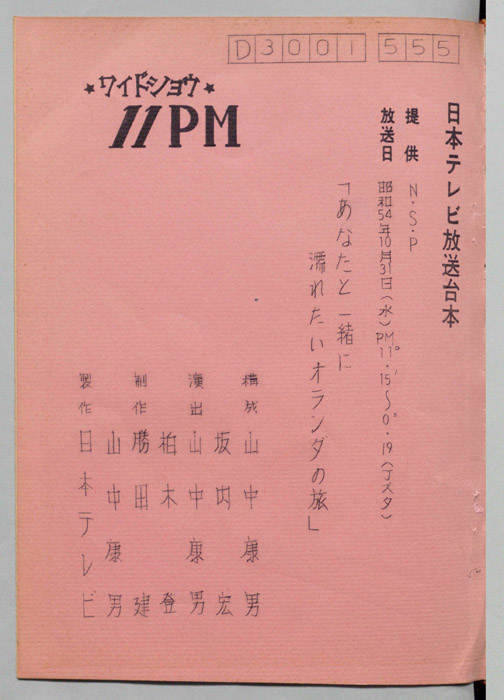 D3001 555
★ワイドショウ★
11PM
日本テレビ放送台本
提供 N・S・P
放送日 昭和54年10月31日(水)PM11°・15′〜0°・19(Jスタ)
「あなたと一緒に
濡れたいオランダの旅」
構成 山中康男
坂内 宏
演出 山中康男
柏木 登
制作 勝田 建
山中康男
製作 日本テレビ